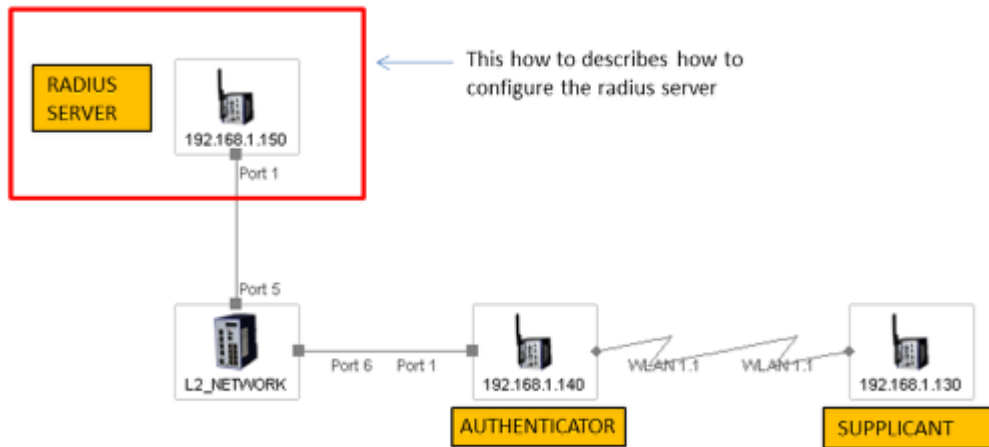 RADIUS
SERVER
192.168.1.150
Port 1
This how to describes how to
configure the radius server
Port 5
L2_NETWORK
Port 6
Port 1
192.168.1.140
WLAN 1.1
WLAN 1.1
192.168.1.130
AUTHENTICATOR
SUPPLICANT